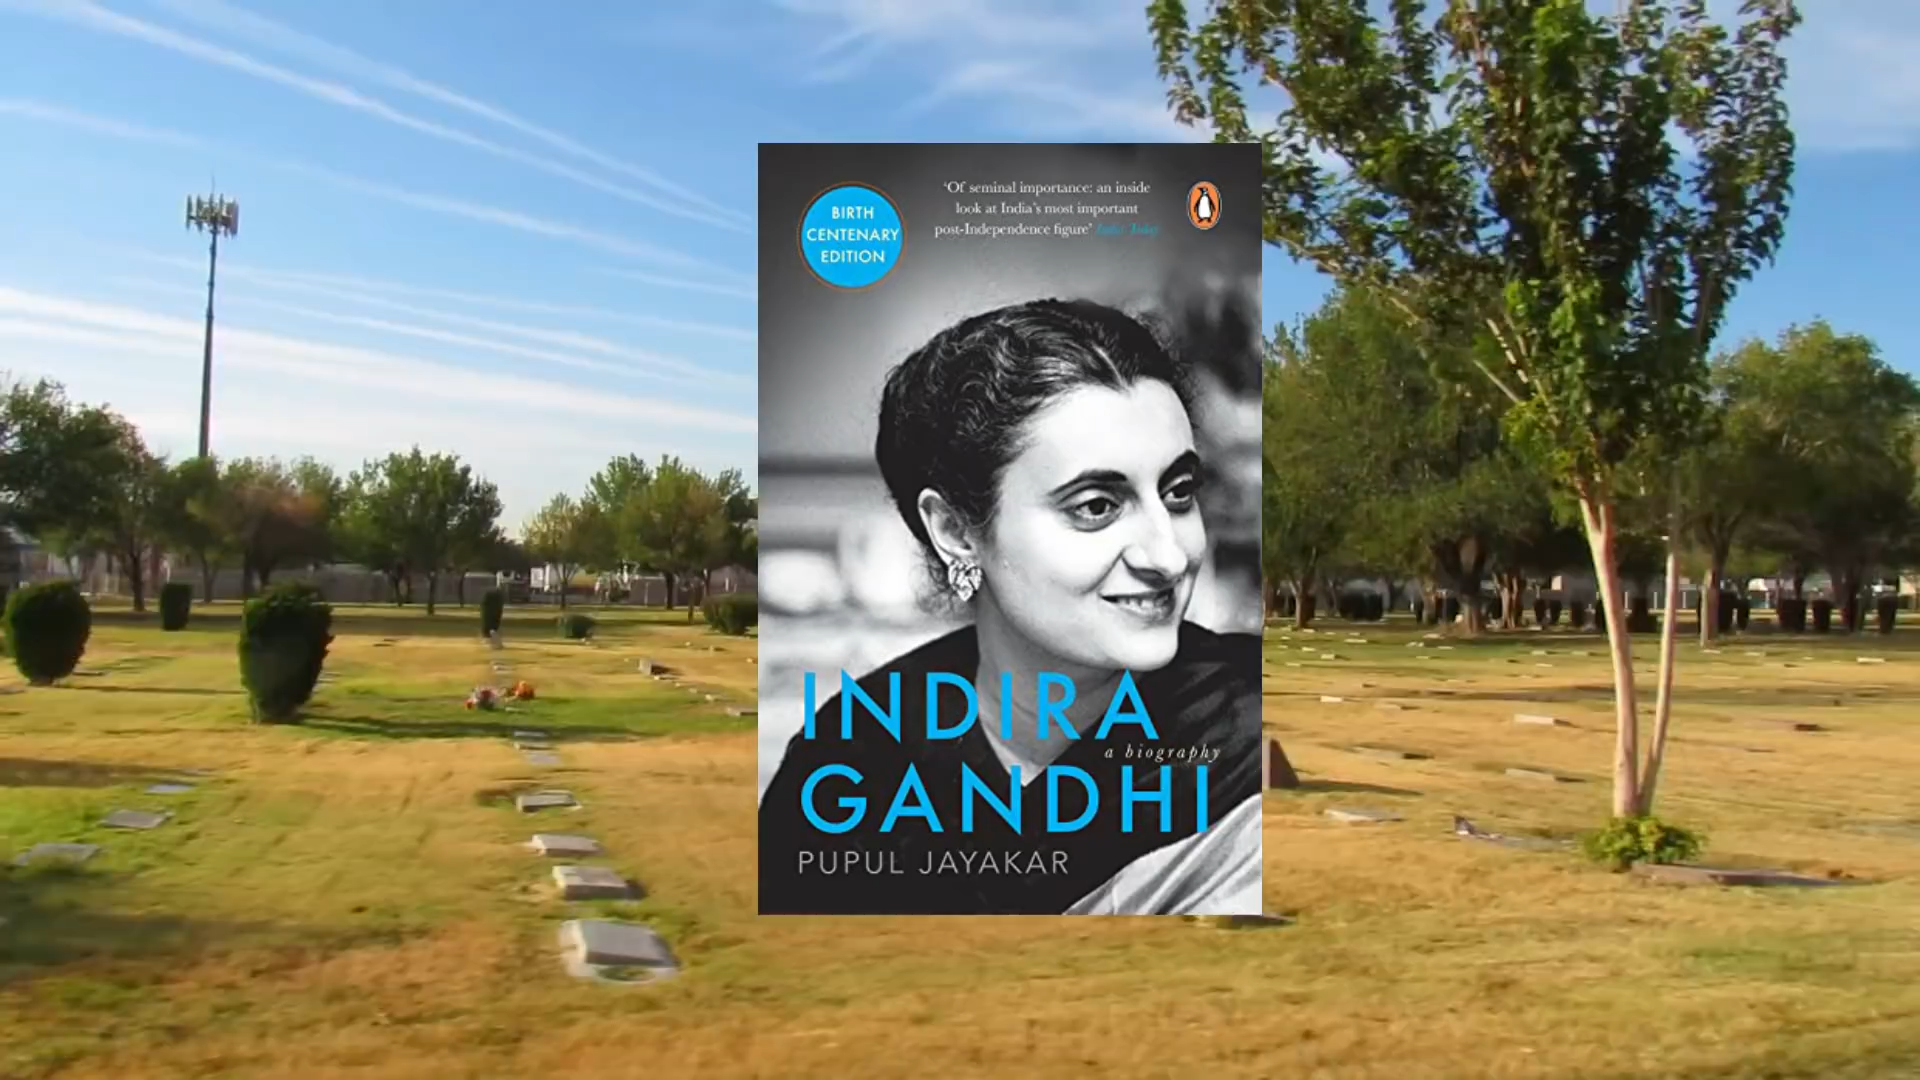 BIRTH
CENTENARY
EDITION
'Of seminal importance: an inside
look at India's most important
post-Independence figure' India Today
INDIRA
a biography
GANDHI
PUPUL JAYAKAR